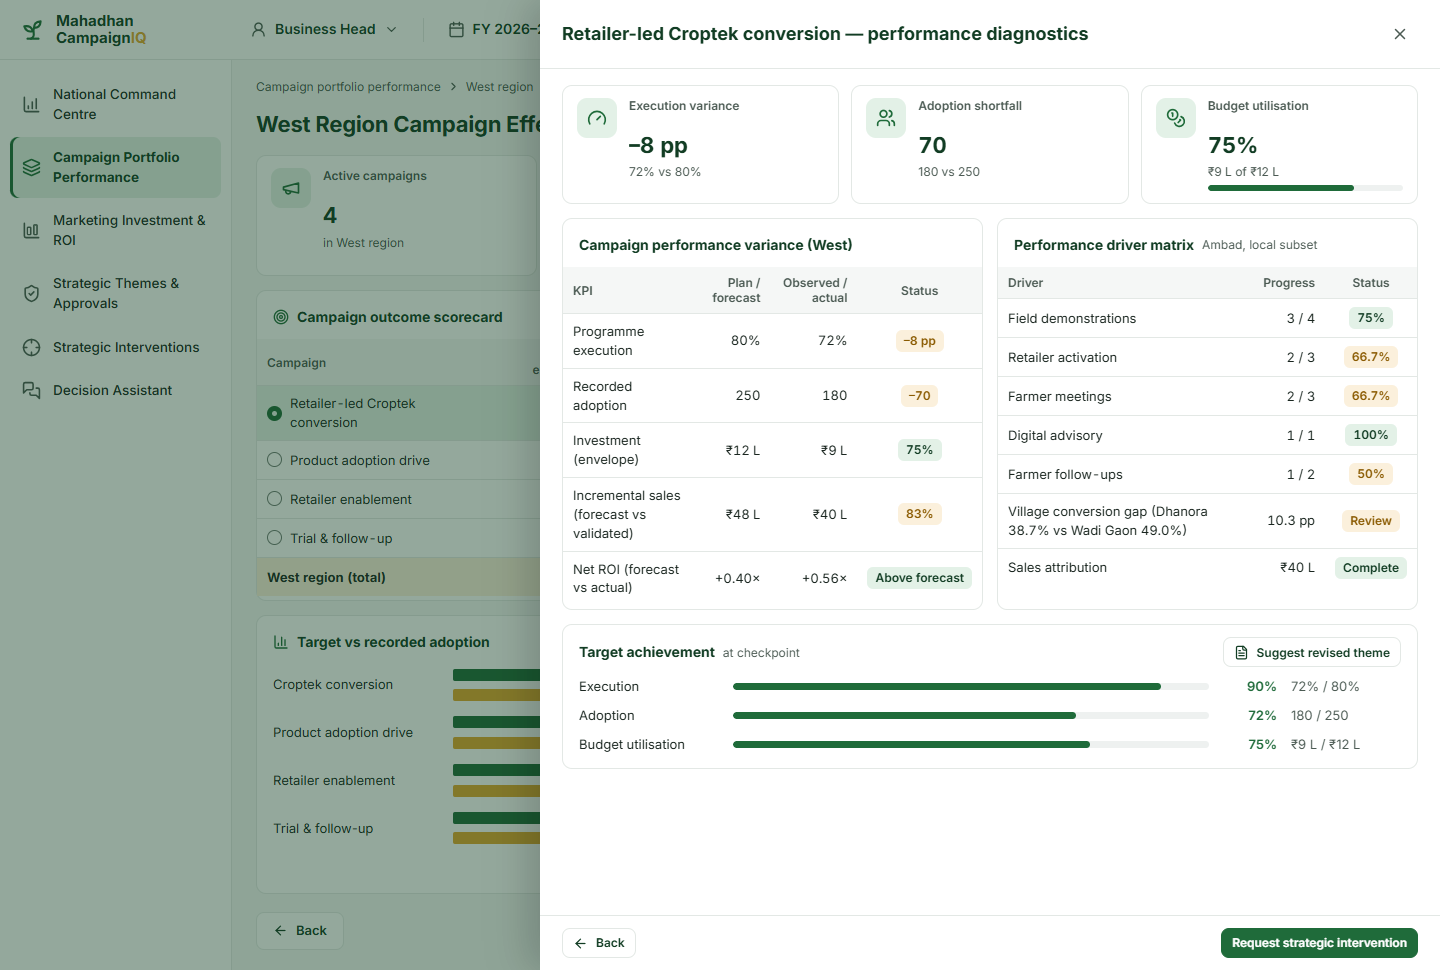 Mahadhan
CampaignIQ
Business Head
FY 2026–2
National Command
Centre
Campaign Portfolio
Performance
Marketing Investment &
ROI
Strategic Themes &
Approvals
Strategic Interventions
Decision Assistant
Campaign portfolio performance > West region
West Region Campaign Effe
Active campaigns
4
in West region
Campaign outcome scorecard
Campaign
e
Retailer-led Croptek
conversion
Product adoption drive
Retailer enablement
Trial & follow-up
West region (total)
Target vs recorded adoption
Croptek conversion
Product adoption drive
Retailer enablement
Trial & follow-up
Back
Retailer-led Croptek conversion — performance diagnostics
Execution variance
−8 pp
72% vs 80%
Adoption shortfall
70
180 vs 250
Budget utilisation
75%
₹9 L of ₹12 L
Campaign performance variance (West)
KPI
Plan /
forecast
Observed /
actual
Status
Programme
execution
80%
72%
−8 pp
Recorded
adoption
250
180
−70
Investment
(envelope)
₹12 L
₹9 L
75%
Incremental sales
(forecast vs
validated)
₹48 L
₹40 L
83%
Net ROI (forecast
vs actual)
+0.40×
+0.56×
Above forecast
Performance driver matrix Ambad, local subset
Driver Progress Status
Field demonstrations 3 / 4 75%
Retailer activation 2 / 3 66.7%
Farmer meetings 2 / 3 66.7%
Digital advisory 1 / 1 100%
Farmer follow-ups 1 / 2 50%
Village conversion gap (Dhanora
38.7% vs Wadi Gaon 49.0%)
10.3 pp Review
Sales attribution ₹40 L Complete
Target achievement at checkpoint
Suggest revised theme
Execution 90% 72% / 80%
Adoption 72% 180 / 250
Budget utilisation 75% ₹9 L / ₹12 L
Back
Request strategic intervention